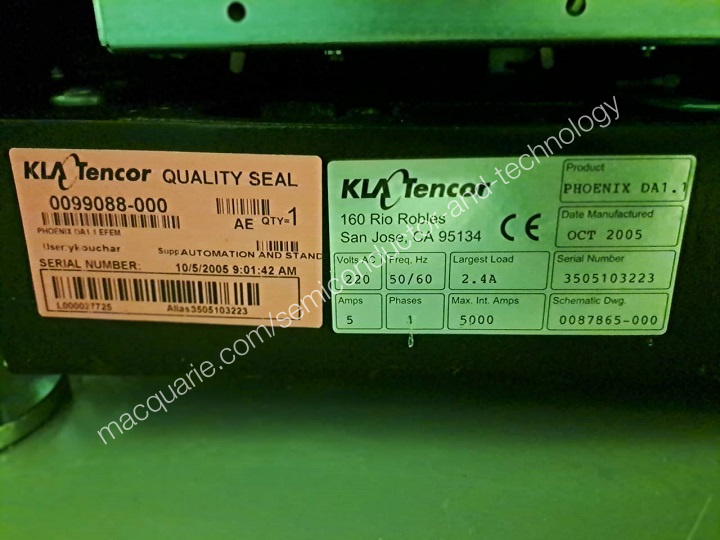 KLA Tencor QUALITY SEAL
0099088-000
AE QTY=1
PHOENIX DA1.1 EFEM
User:ykouchar
Supp AUTOMATION AND STAND
SERIAL NUMBER: 10/5/2005 9:01:42 AM
L000027725 Alias3505103223
KLA Tencor
160 Rio Robles
San Jose, CA 95134
CE
Product
PHOENIX DA1.1
Date Manufactured
OCT 2005
Volts AC Freq. Hz Largest Load Serial Number
220 50/60 2.4A 3505103223
Amps Phases Max. Int. Amps Schematic Dwg.
5 1 5000 0087865-000
macquarie.com/semiconductor-and-technology